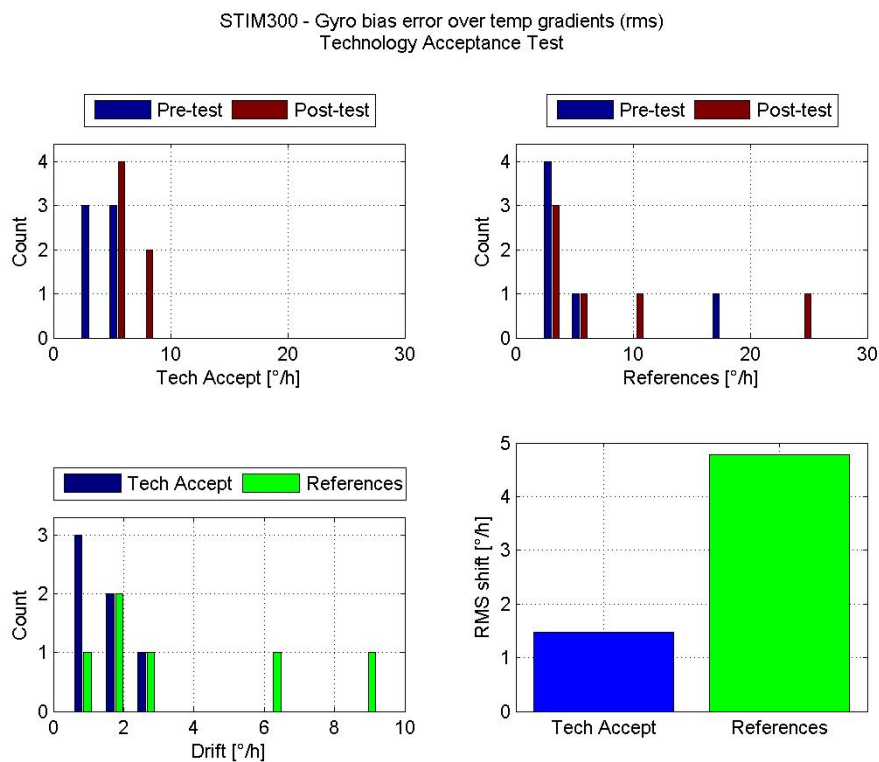 STIM300 - Gyro bias error over temp gradients (rms)
Technology Acceptance Test
Pre-test Post-test
4
3
2
1
0
Count
0 10 20 30
Tech Accept [°/h]
Pre-test Post-test
4
3
2
1
0
Count
0 10 20 30
References [°/h]
Tech Accept References
3
2
1
0
Count
0 2 4 6 8 10
Drift [°/h]
5
4
3
2
1
0
RMS shift [°/h]
Tech Accept References